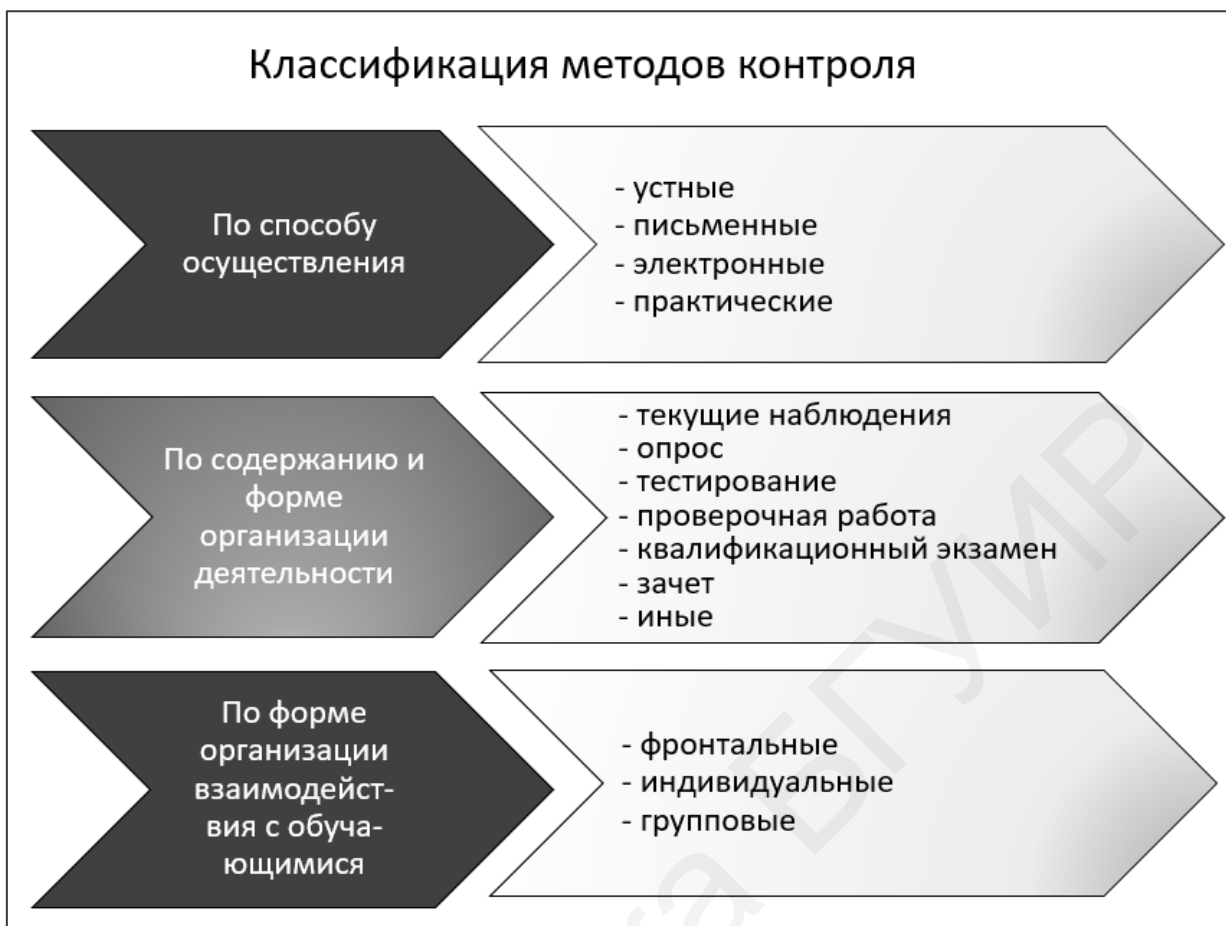 Классификация методов контроля
По способу
осуществления
- устные
- письменные
- электронные
- практические
По содержанию и
форме
организации
деятельности
- текущие наблюдения
- опрос
- тестирование
- проверочная работа
- квалификационный экзамен
- зачет
- иные
По форме
организации
взаимодейст-
вия с обуча-
ющимися
- фронтальные
- индивидуальные
- групповые
БГУИР